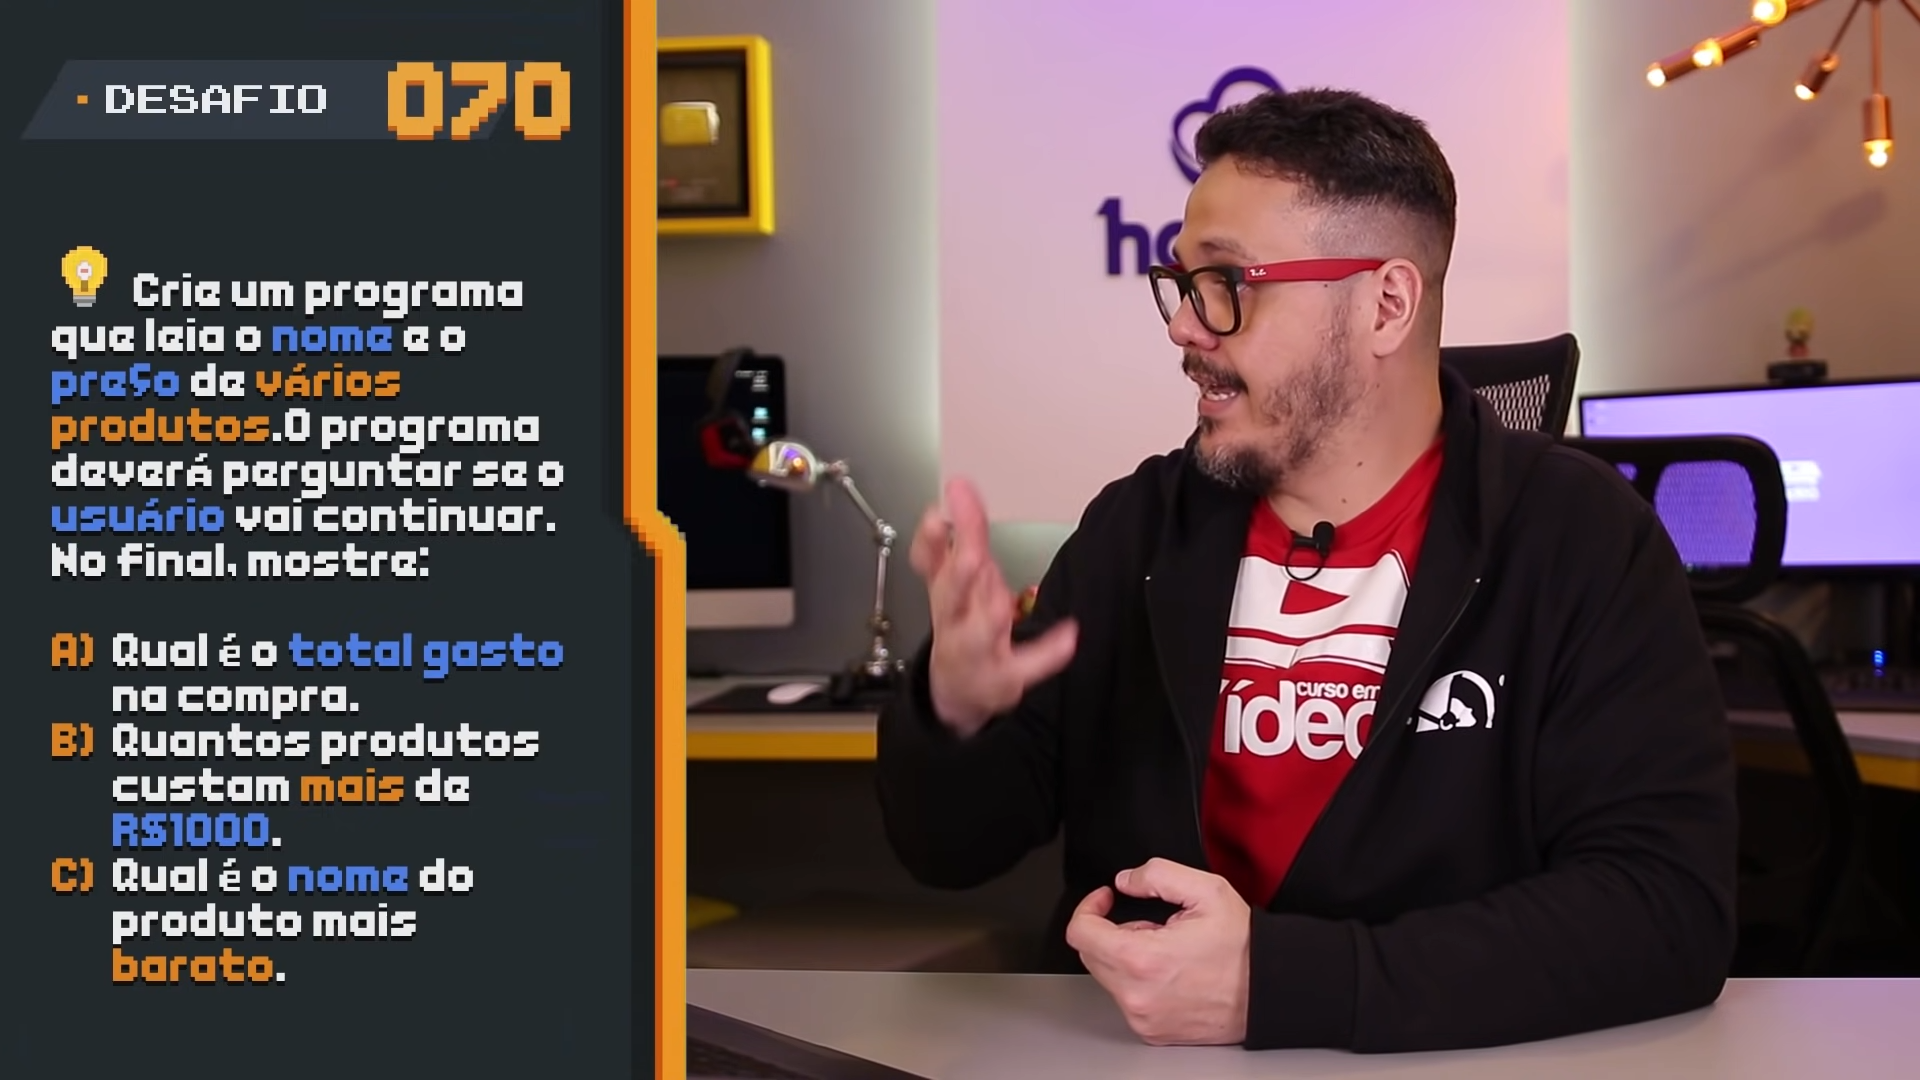 DESAFIO 070
Crie um programa
que leia o nome e o
preço de vários
produtos.O programa
deverá perguntar se o
usuário vai continuar.
No final, mostre:
A) Qual é o total gasto
na compra.
B) Quantos produtos
custam mais de
R$1000.
C) Qual é o nome do
produto mais
barato.
curso em